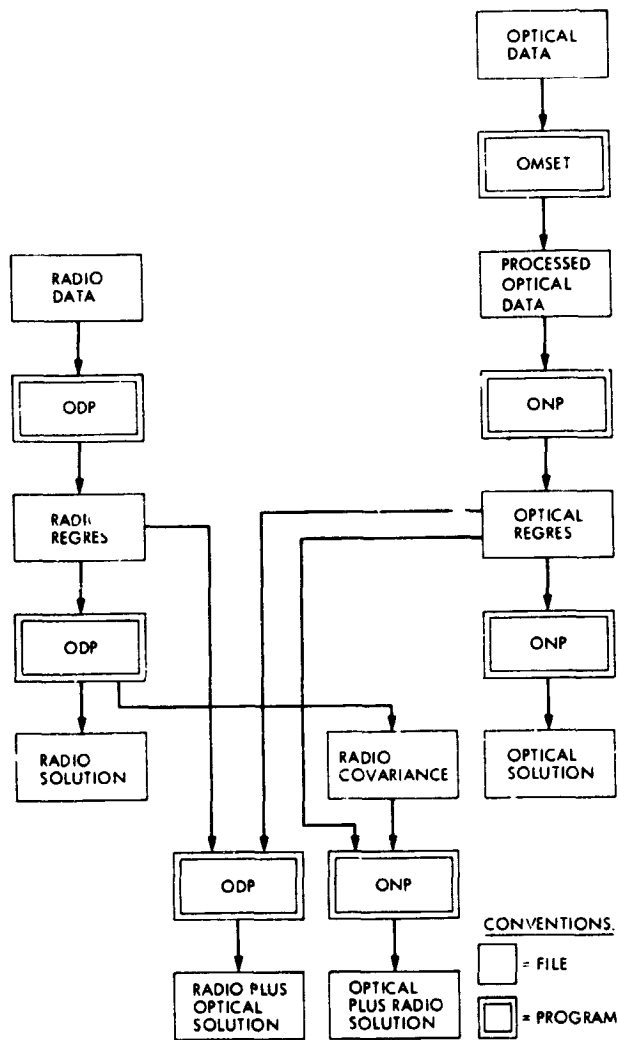 OPTICAL
DATA
OMSET
RADIO
DATA
PROCESSED
OPTICAL
DATA
ODP
ONP
REGRES
OPTICAL
REGRES
ODP
ONP
RADIO
SOLUTION
RADIO
COVARIANCE
OPTICAL
SOLUTION
ODP
ONP
CONVENTIONS.
= FILE
= PROGRAM
RADIO PLUS
OPTICAL
SOLUTION
OPTICAL
PLUS RADIO
SOLUTION